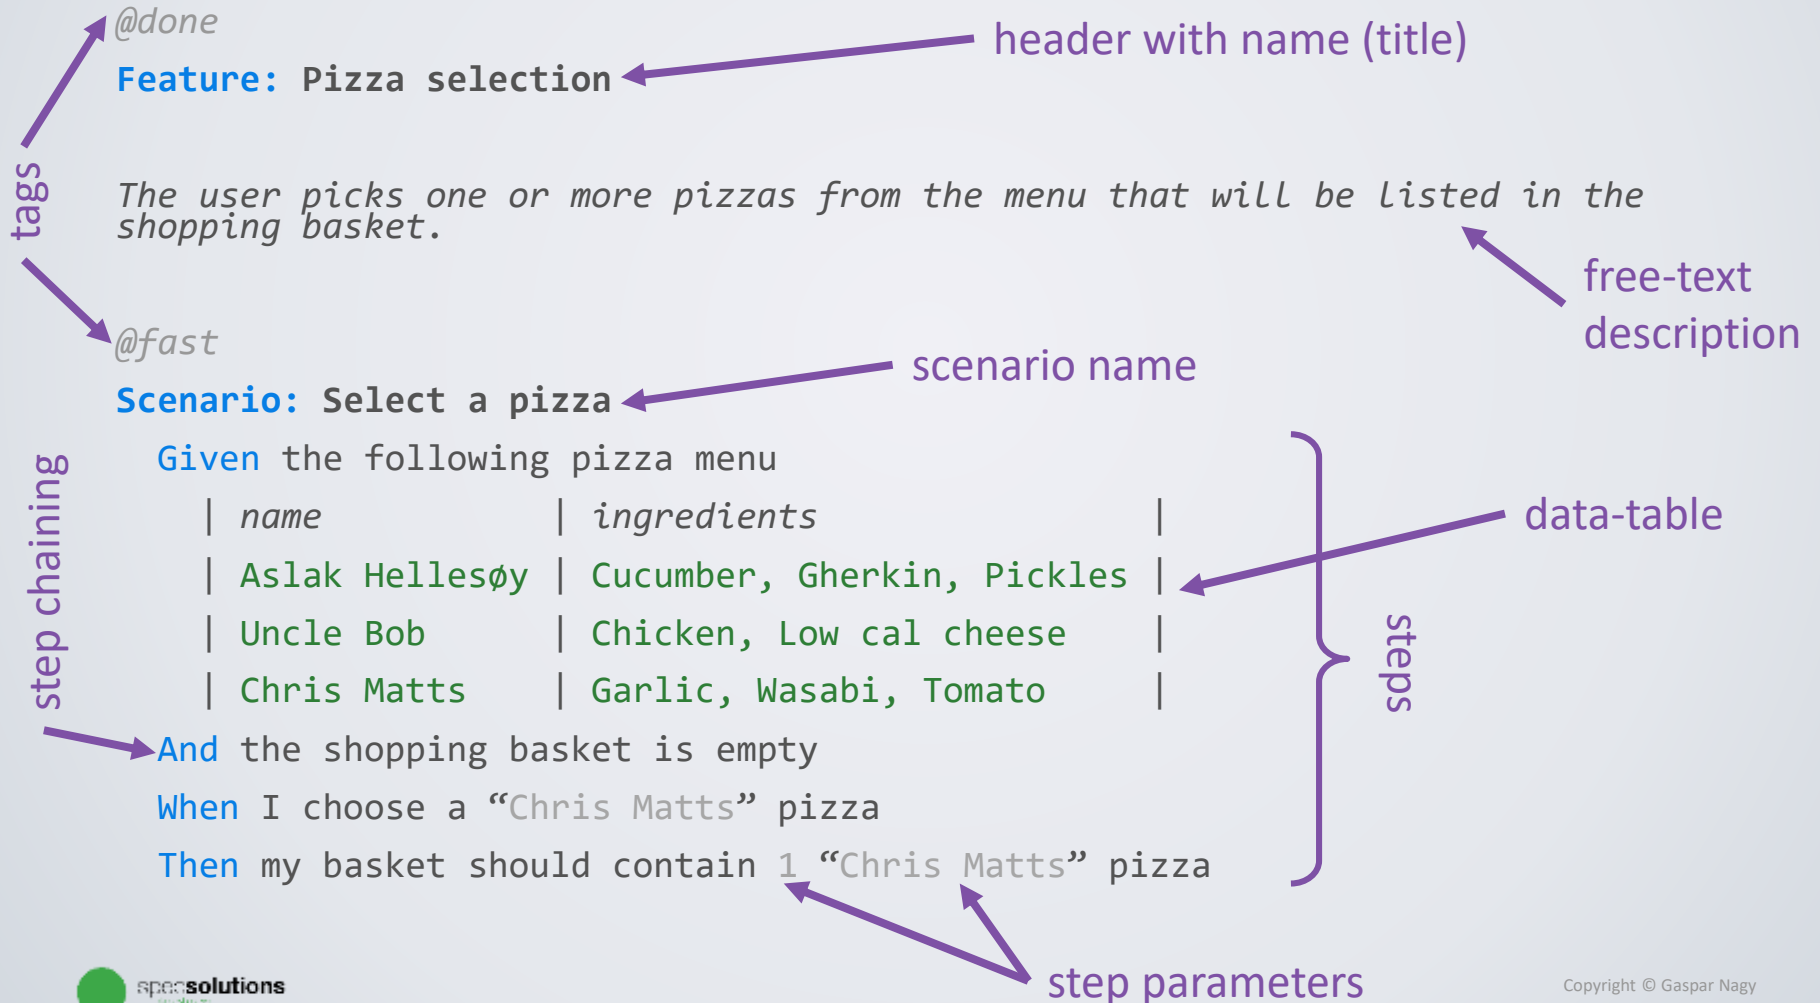 @done
header with name (title)
Feature: Pizza selection
tags
The user picks one or more pizzas from the menu that will be listed in the
shopping basket.
free-text
description
@fast
scenario name
Scenario: Select a pizza
step chaining
Given the following pizza menu
| name | ingredients |
data-table
| Aslak Hellesøy | Cucumber, Gherkin, Pickles |
| Uncle Bob | Chicken, Low cal cheese |
steps
| Chris Matts | Garlic, Wasabi, Tomato |
And the shopping basket is empty
When I choose a “Chris Matts” pizza
Then my basket should contain 1 “Chris Matts” pizza
step parameters
specsolutions
Copyright © Gaspar Nagy